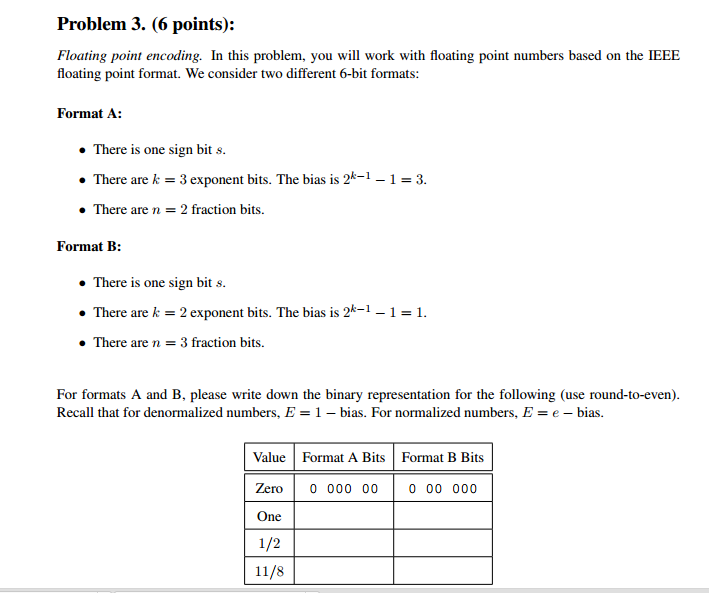 Problem 3. (6 points):
Floating point encoding. In this problem, you will work with floating point numbers based on the IEEE
floating point format. We consider two different 6-bit formats:
Format A:
• There is one sign bit s.
• There are k = 3 exponent bits. The bias is 2^{k−1} − 1 = 3.
• There are n = 2 fraction bits.
Format B:
• There is one sign bit s.
• There are k = 2 exponent bits. The bias is 2^{k−1} − 1 = 1.
• There are n = 3 fraction bits.
For formats A and B, please write down the binary representation for the following (use round-to-even).
Recall that for denormalized numbers, E = 1 − bias. For normalized numbers, E = e − bias.
Value Format A Bits Format B Bits
Zero 0 000 00 0 00 000
One
1/2
11/8